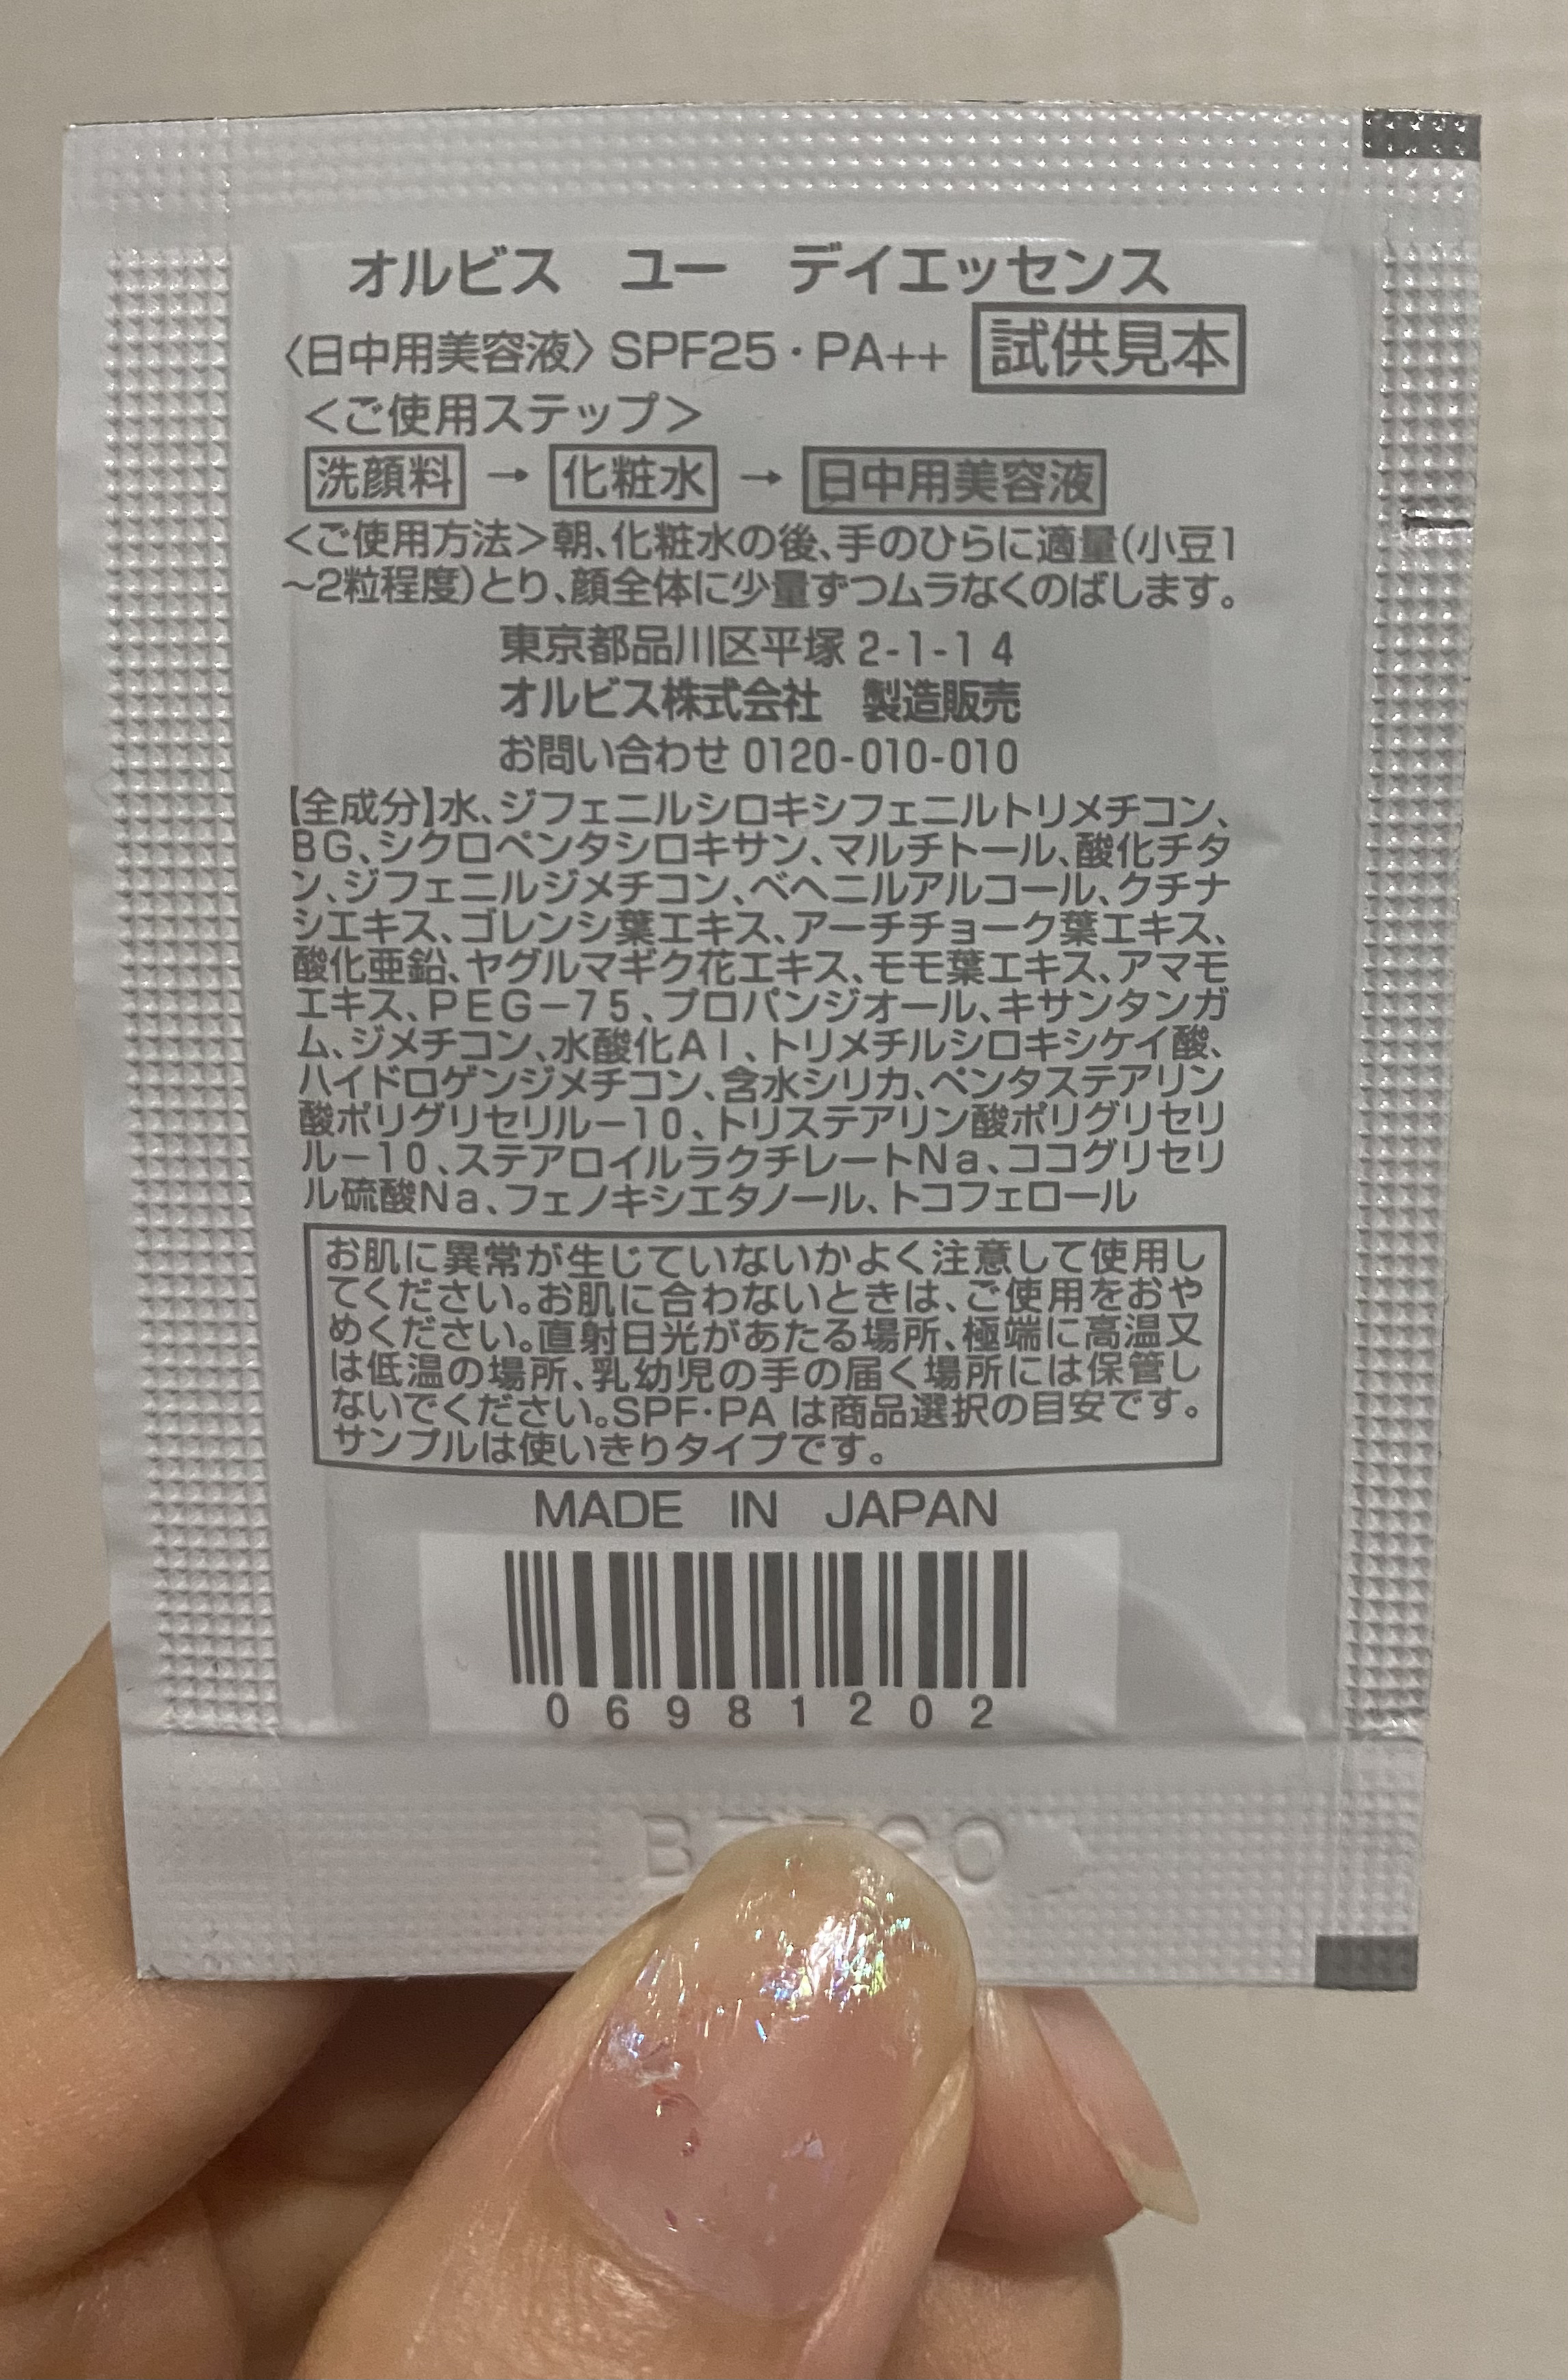 オルビス ユー デイエッセンス
〈日中用美容液〉SPF25・PA++ 試供見本
＜ご使用ステップ＞
洗顔料 → 化粧水 → 日中用美容液
＜ご使用方法＞朝、化粧水の後、手のひらに適量(小豆1
～2粒程度)とり、顔全体に少量ずつムラなくのばします。
東京都品川区平塚2-1-14
オルビス株式会社 製造販売
お問い合わせ 0120-010-010
【全成分】水、ジフェニルシロキシフェニルトリメチコン、
BG、シクロペンタシロキサン、マルチトール、酸化チタ
ン、ジフェニルジメチコン、ベヘニルアルコール、クチナ
シエキス、ゴレンシ葉エキス、アーチチョーク葉エキス、
酸化亜鉛、ヤグルマギク花エキス、モモ葉エキス、アマモ
エキス、PEG－75、プロパンジオール、キサンタンガ
ム、ジメチコン、水酸化Al、トリメチルシロキシケイ酸、
ハイドロゲンジメチコン、含水シリカ、ペンタステアリン
酸ポリグリセリル－10、トリステアリン酸ポリグリセリ
ル－10、ステアロイルラクチレートNa、ココグリセリ
ル硫酸Na、フェノキシエタノール、トコフェロール
お肌に異常が生じていないかよく注意して使用し
てください。お肌に合わないときは、ご使用をおや
めください。直射日光があたる場所、極端に高温又
は低温の場所、乳幼児の手の届く場所には保管し
ないでください。SPF・PA は商品選択の目安です。
サンプルは使いきりタイプです。
MADE IN JAPAN
06981202